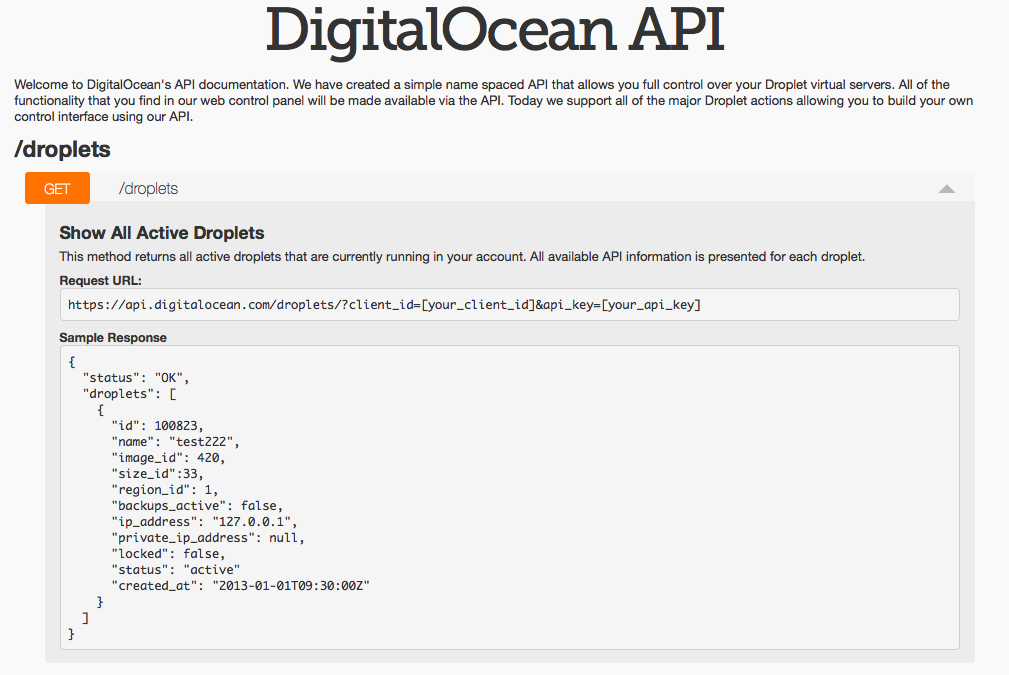 DigitalOcean API
Welcome to DigitalOcean's API documentation. We have created a simple name spaced API that allows you full control over your Droplet virtual servers. All of the
functionality that you find in our web control panel will be made available via the API. Today we support all of the major Droplet actions allowing you to build your own
control interface using our API.
/droplets
GET /droplets
Show All Active Droplets
This method returns all active droplets that are currently running in your account. All available API information is presented for each droplet.
Request URL:
https://api.digitalocean.com/droplets/?client_id=[your_client_id]&api_key=[your_api_key]
Sample Response
{
  "status": "OK",
  "droplets": [
    {
      "id": 100823,
      "name": "test222",
      "image_id": 420,
      "size_id":33,
      "region_id": 1,
      "backups_active": false,
      "ip_address": "127.0.0.1",
      "private_ip_address": null,
      "locked": false,
      "status": "active"
      "created_at": "2013-01-01T09:30:00Z"
    }
  ]
}